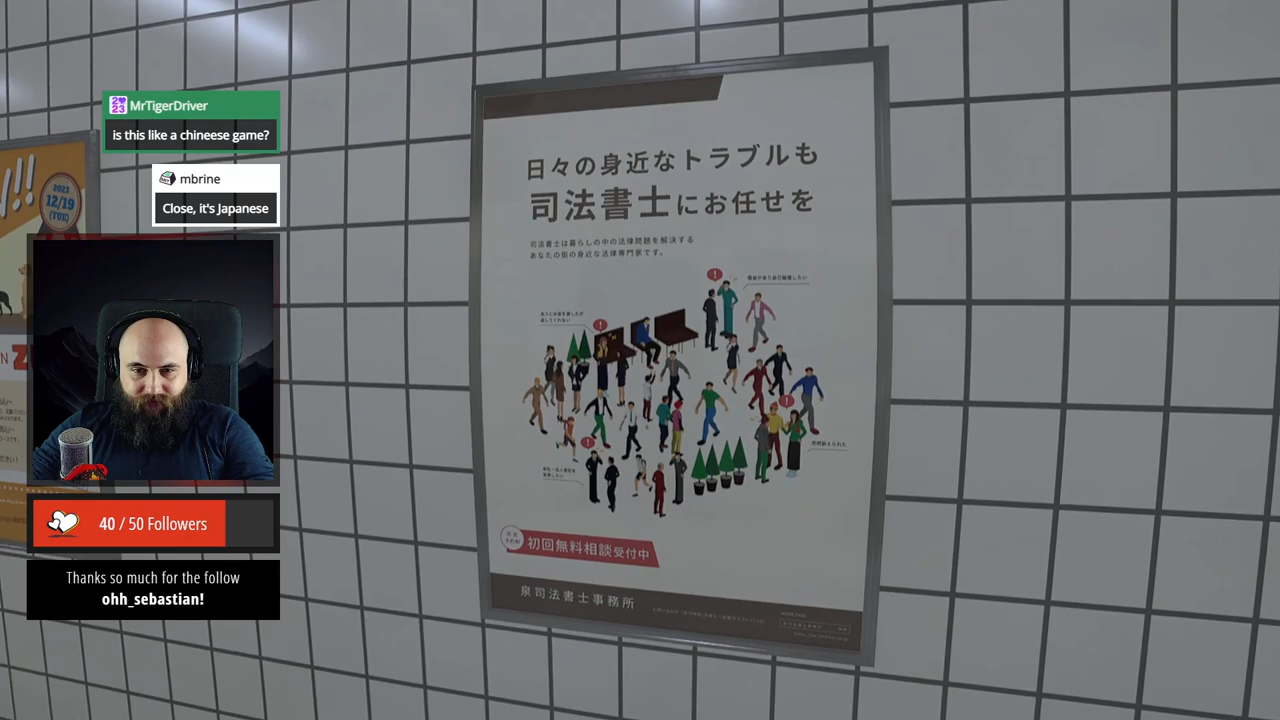 MrTigerDriver
is this like a chineese game?
mbrine
Close, it's Japanese
40 / 50 Followers
Thanks so much for the follow
ohh_sebastian!
!!
2023
12/19
(TUE)
日々の身近なトラブルも
司法書士にお任せを
司法書士は暮らしの中の法律問題を解決する
あなたの街の身近な法律専門家です。
初回無料相談受付中
泉司法書士事務所